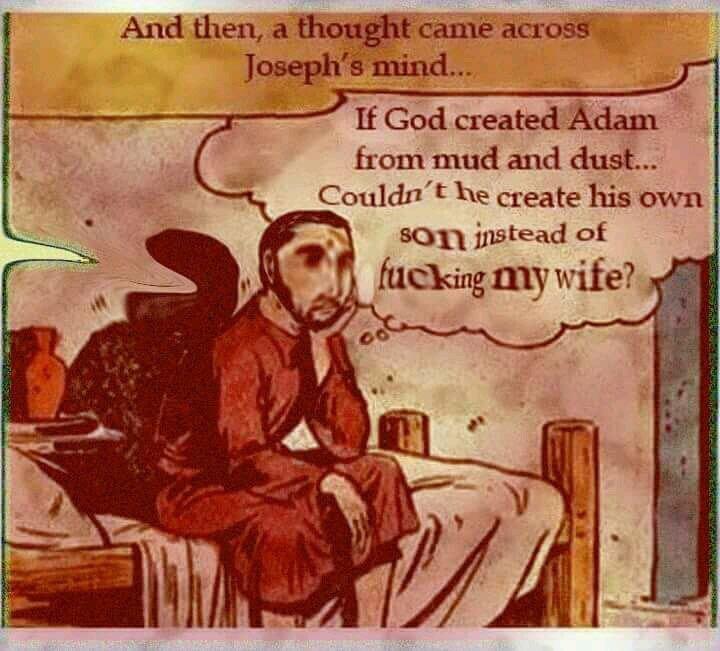 And then, a thought came across
Joseph's mind...
If God created Adam
from mud and dust...
Couldn't he create his own
son instead of
fucking my wife?